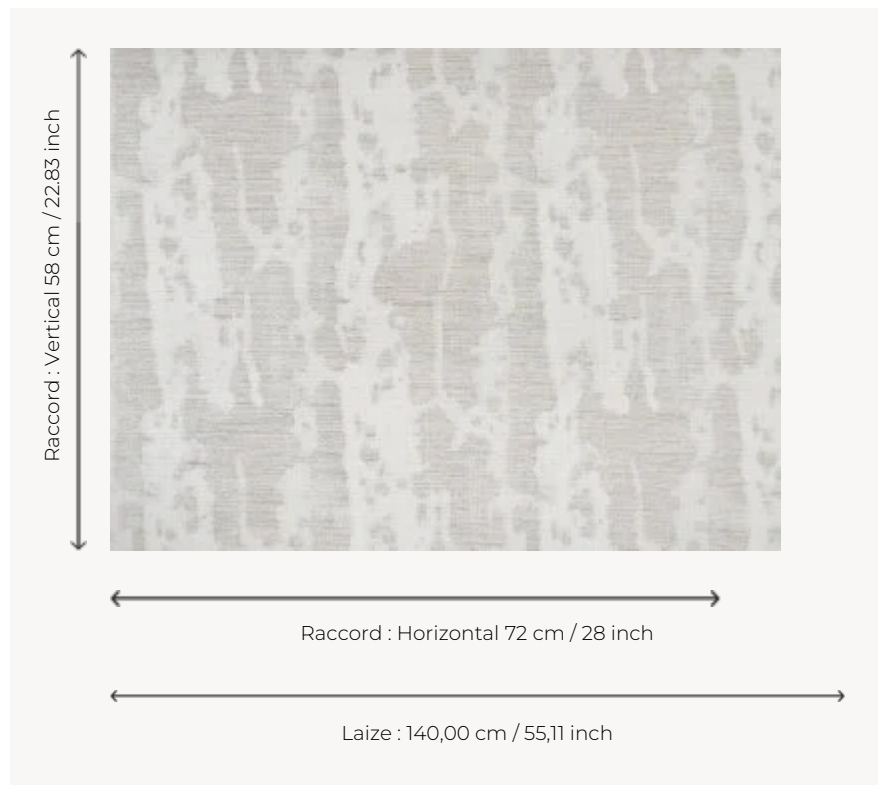 Raccord : Vertical 58 cm / 22.83 inch
Raccord : Horizontal 72 cm / 28 inch
Laize : 140,00 cm / 55,11 inch